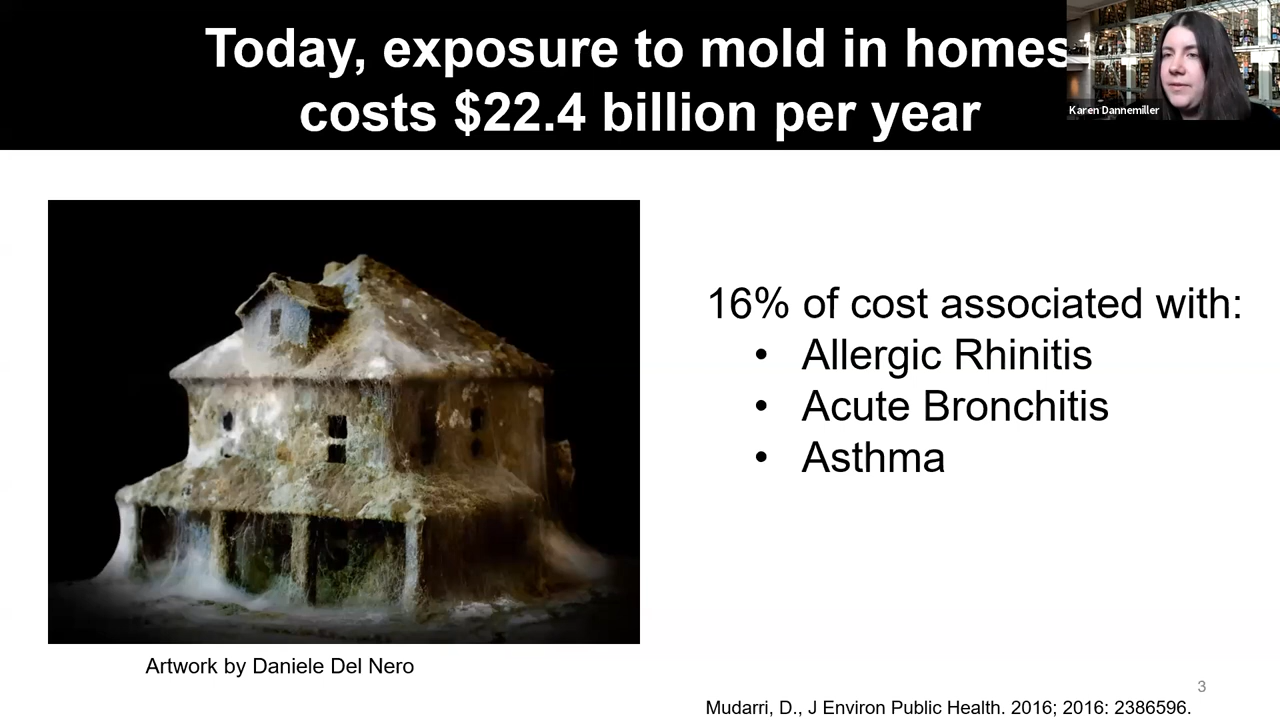 Today, exposure to mold in homes
costs $22.4 billion per year
Karen Dannemiller
16% of cost associated with:
• Allergic Rhinitis
• Acute Bronchitis
• Asthma
Artwork by Daniele Del Nero
3
Mudarri, D., J Environ Public Health. 2016; 2016: 2386596.